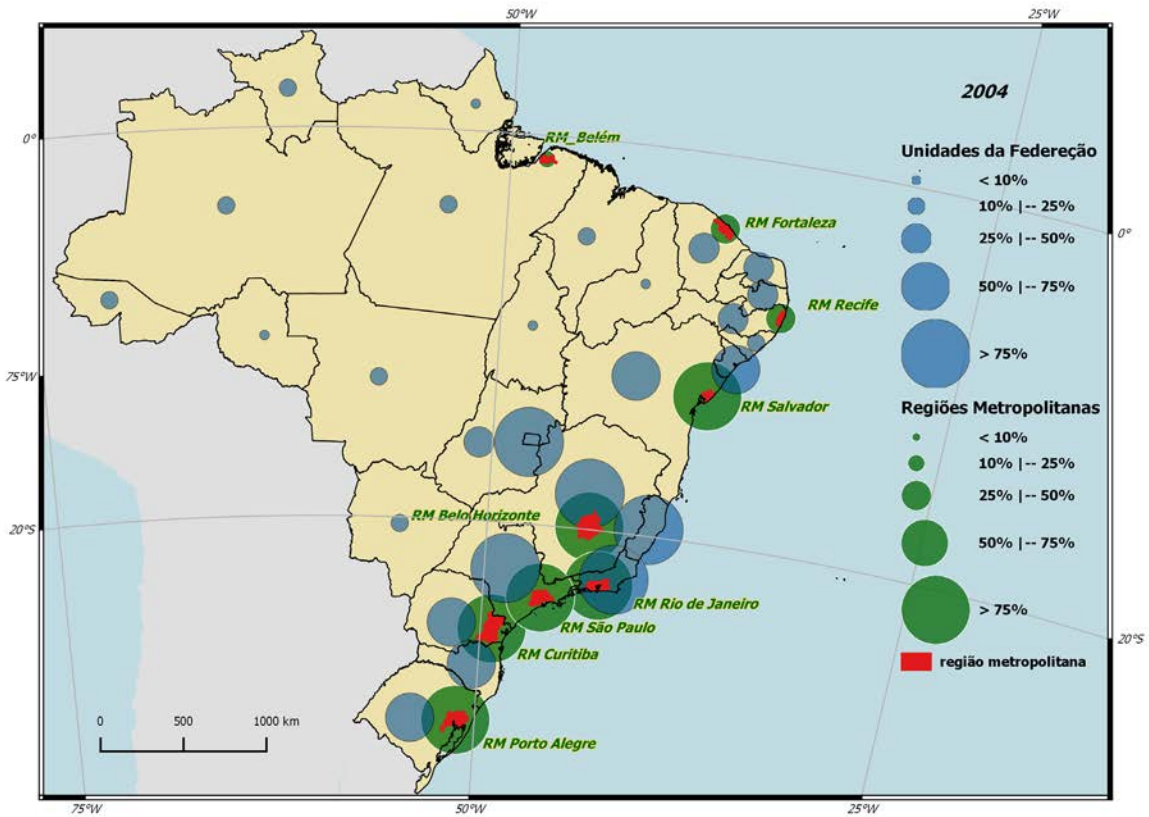 50°W
25°W
2004
0°
RM_Belém
Unidades da Federeção
< 10%
10% |-- 25%
25% |-- 50%
50% |-- 75%
> 75%
RM Fortaleza
0°
RM Recife
75°W
RM Salvador
Regiões Metropolitanas
< 10%
10% |-- 25%
25% |-- 50%
50% |-- 75%
> 75%
RM Belo Horizonte
20°S
RM Rio de Janeiro
RM São Paulo
20°S
RM Curitiba
região metropolitana
0 500 1000 km
RM Porto Alegre
75°W
50°W
25°W